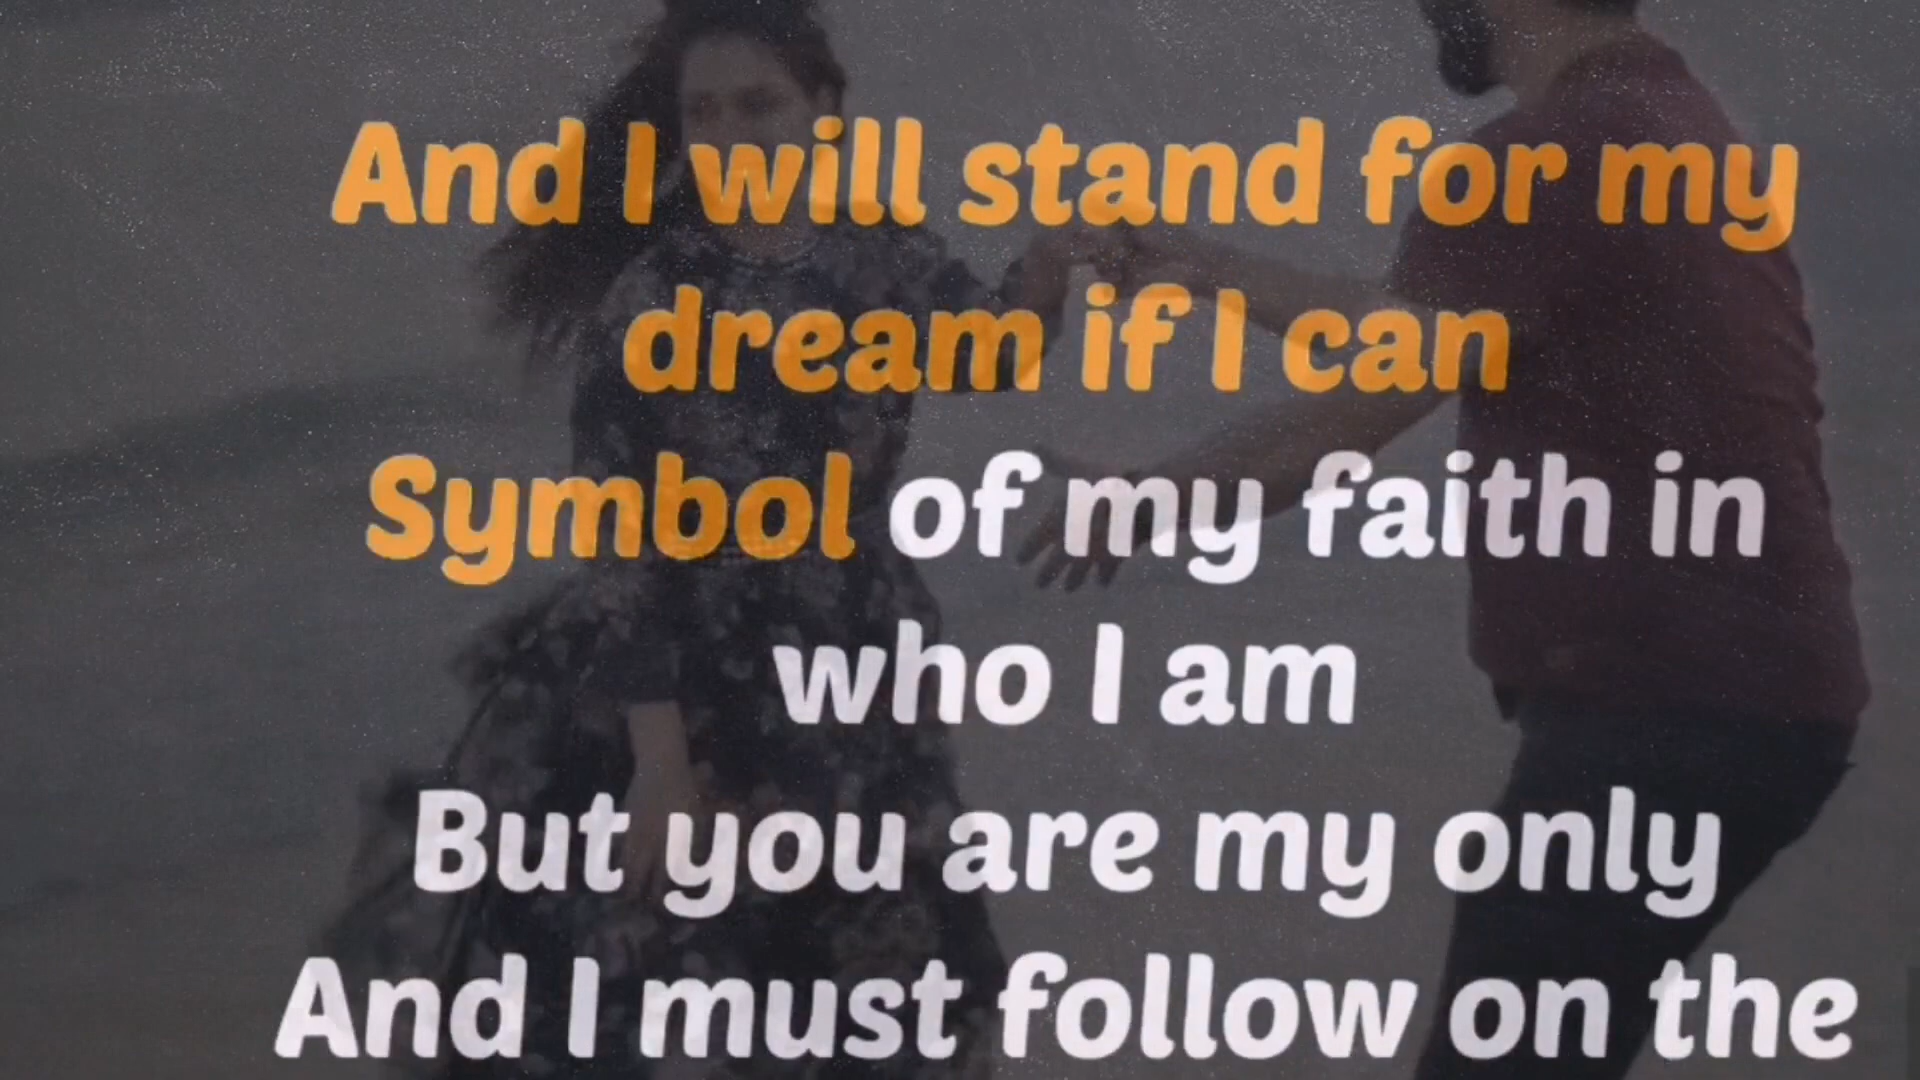 And I will stand for my
dream if I can
Symbol of my faith in
who I am
But you are my only
And I must follow on the